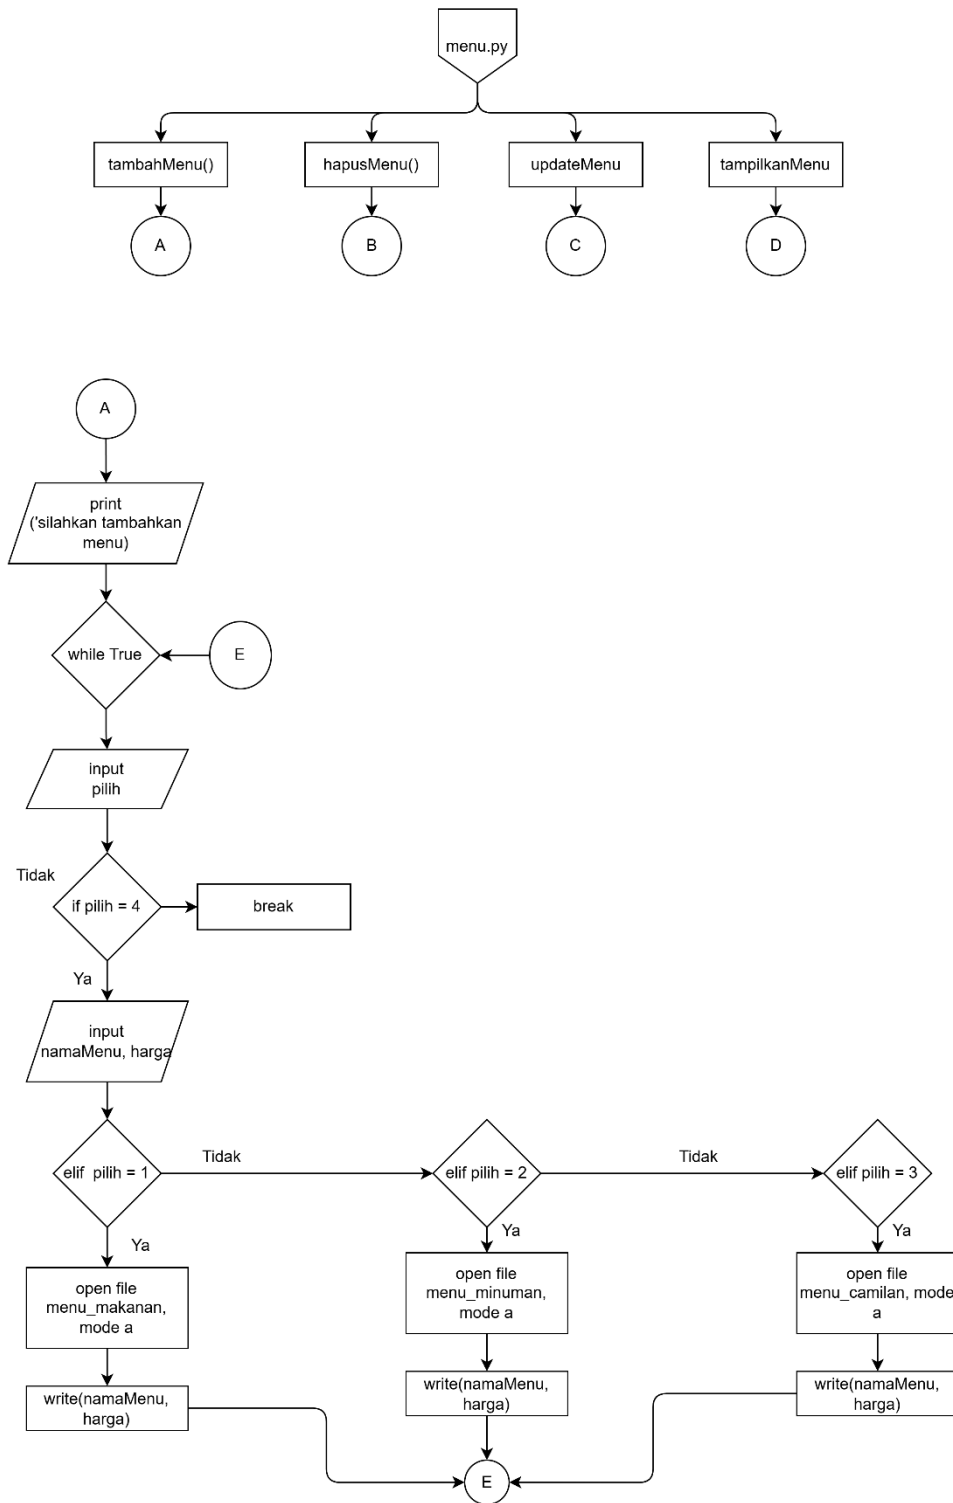 menu.py
tambahMenu()
hapusMenu()
updateMenu
tampilkanMenu
A
B
C
D
A
print
('silahkan tambahkan
menu)
while True
E
input
pilih
Tidak
if pilih = 4
break
Ya
input
namaMenu, harga
elif pilih = 1
Tidak
elif pilih = 2
Tidak
elif pilih = 3
Ya
Ya
Ya
open file
menu_makanan,
mode a
open file
menu_minuman,
mode a
open file
menu_camilan, mode
a
write(namaMenu,
harga)
write(namaMenu,
harga)
write(namaMenu,
harga)
E